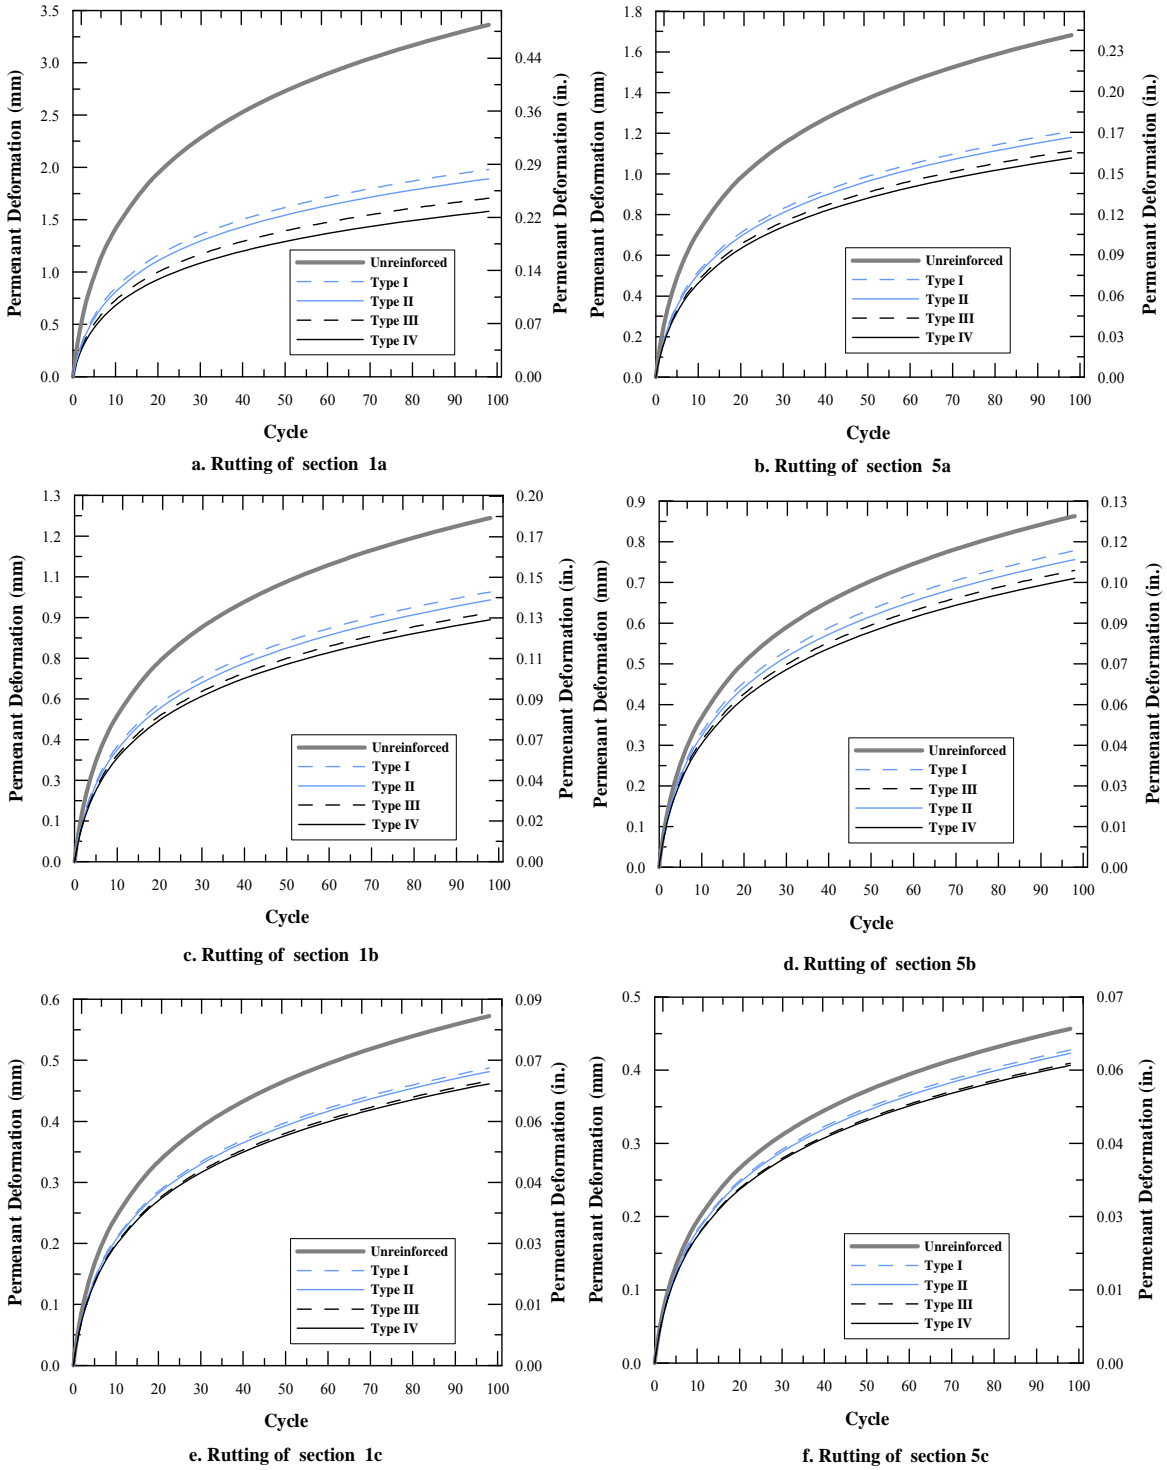 3.5
3.0
2.5
2.0
1.5
1.0
0.5
0.0
Permenant Deformation (mm)
0.44
0.36
0.29
0.22
0.14
0.07
0.00
Permenant Deformation (in.)
Unreinforced
Type I
Type II
Type III
Type IV
0 10 20 30 40 50 60 70 80 90 100
Cycle
a. Rutting of section 1a
1.8
1.6
1.4
1.2
1.0
0.8
0.6
0.4
0.2
0.0
Permenant Deformation (mm)
0.23
0.20
0.17
0.15
0.12
0.09
0.06
0.03
0.00
Permenant Deformation (in.)
Unreinforced
Type I
Type II
Type III
Type IV
0 10 20 30 40 50 60 70 80 90 100
Cycle
b. Rutting of section 5a
1.3
1.2
1.1
0.9
0.8
0.6
0.5
0.3
0.1
0.0
Permenant Deformation (mm)
0.20
0.17
0.15
0.13
0.11
0.09
0.07
0.04
0.02
0.00
Permenant Deformation (in.)
Unreinforced
Type I
Type II
Type III
Type IV
0 10 20 30 40 50 60 70 80 90 100
Cycle
c. Rutting of section 1b
0.9
0.8
0.7
0.6
0.5
0.4
0.3
0.2
0.1
0.0
Permenant Deformation (mm)
0.13
0.12
0.10
0.09
0.07
0.06
0.04
0.03
0.01
0.00
Permenant Deformation (in.)
Unreinforced
Type I
Type III
Type II
Type IV
0 10 20 30 40 50 60 70 80 90 100
Cycle
d. Rutting of section 5b
0.6
0.5
0.4
0.3
0.2
0.1
0.0
Permenant Deformation (mm)
0.09
0.07
0.06
0.04
0.03
0.01
0.00
Permenant Deformation (in.)
Unreinforced
Type I
Type II
Type III
Type IV
0 10 20 30 40 50 60 70 80 90 100
Cycle
e. Rutting of section 1c
0.5
0.4
0.3
0.2
0.1
0.0
Permenant Deformation (mm)
0.07
0.06
0.04
0.03
0.01
0.00
Permenant Deformation (in.)
Unreinforced
Type I
Type II
Type III
Type IV
0 10 20 30 40 50 60 70 80 90 100
Cycle
f. Rutting of section 5c